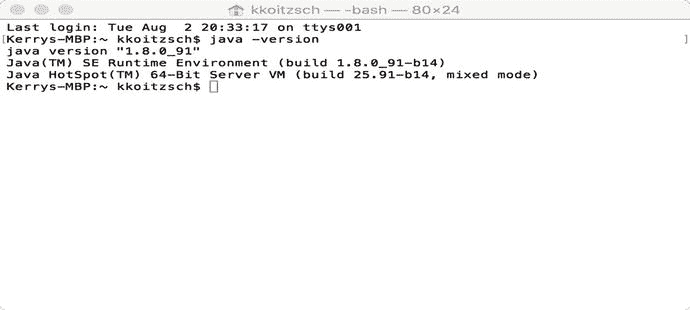 kkoitzsch — -bash — 80×24
Last login: Tue Aug  2 20:33:17 on ttys001
[Kerrys-MBP:~ kkoitzsch$ java -version ]
java version "1.8.0_91"
Java(TM) SE Runtime Environment (build 1.8.0_91-b14)
Java HotSpot(TM) 64-Bit Server VM (build 25.91-b14, mixed mode)
Kerrys-MBP:~ kkoitzsch$